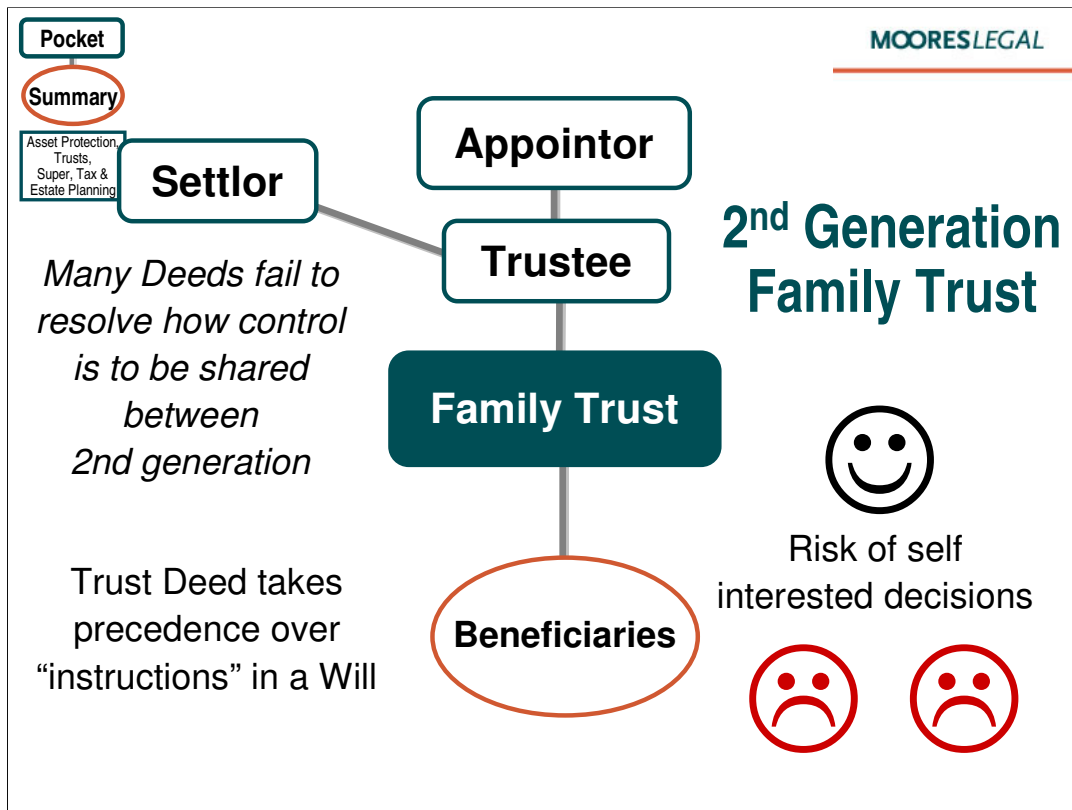 Pocket
Summary
Asset Protection,
Trusts,
Super, Tax &
Estate Planning
MOORESLEGAL
Settlor
Appointor
Trustee
2nd Generation
Family Trust
Many Deeds fail to
resolve how control
is to be shared
between
2nd generation
Family Trust
Trust Deed takes
precedence over
“instructions” in a Will
Beneficiaries
Risk of self
interested decisions